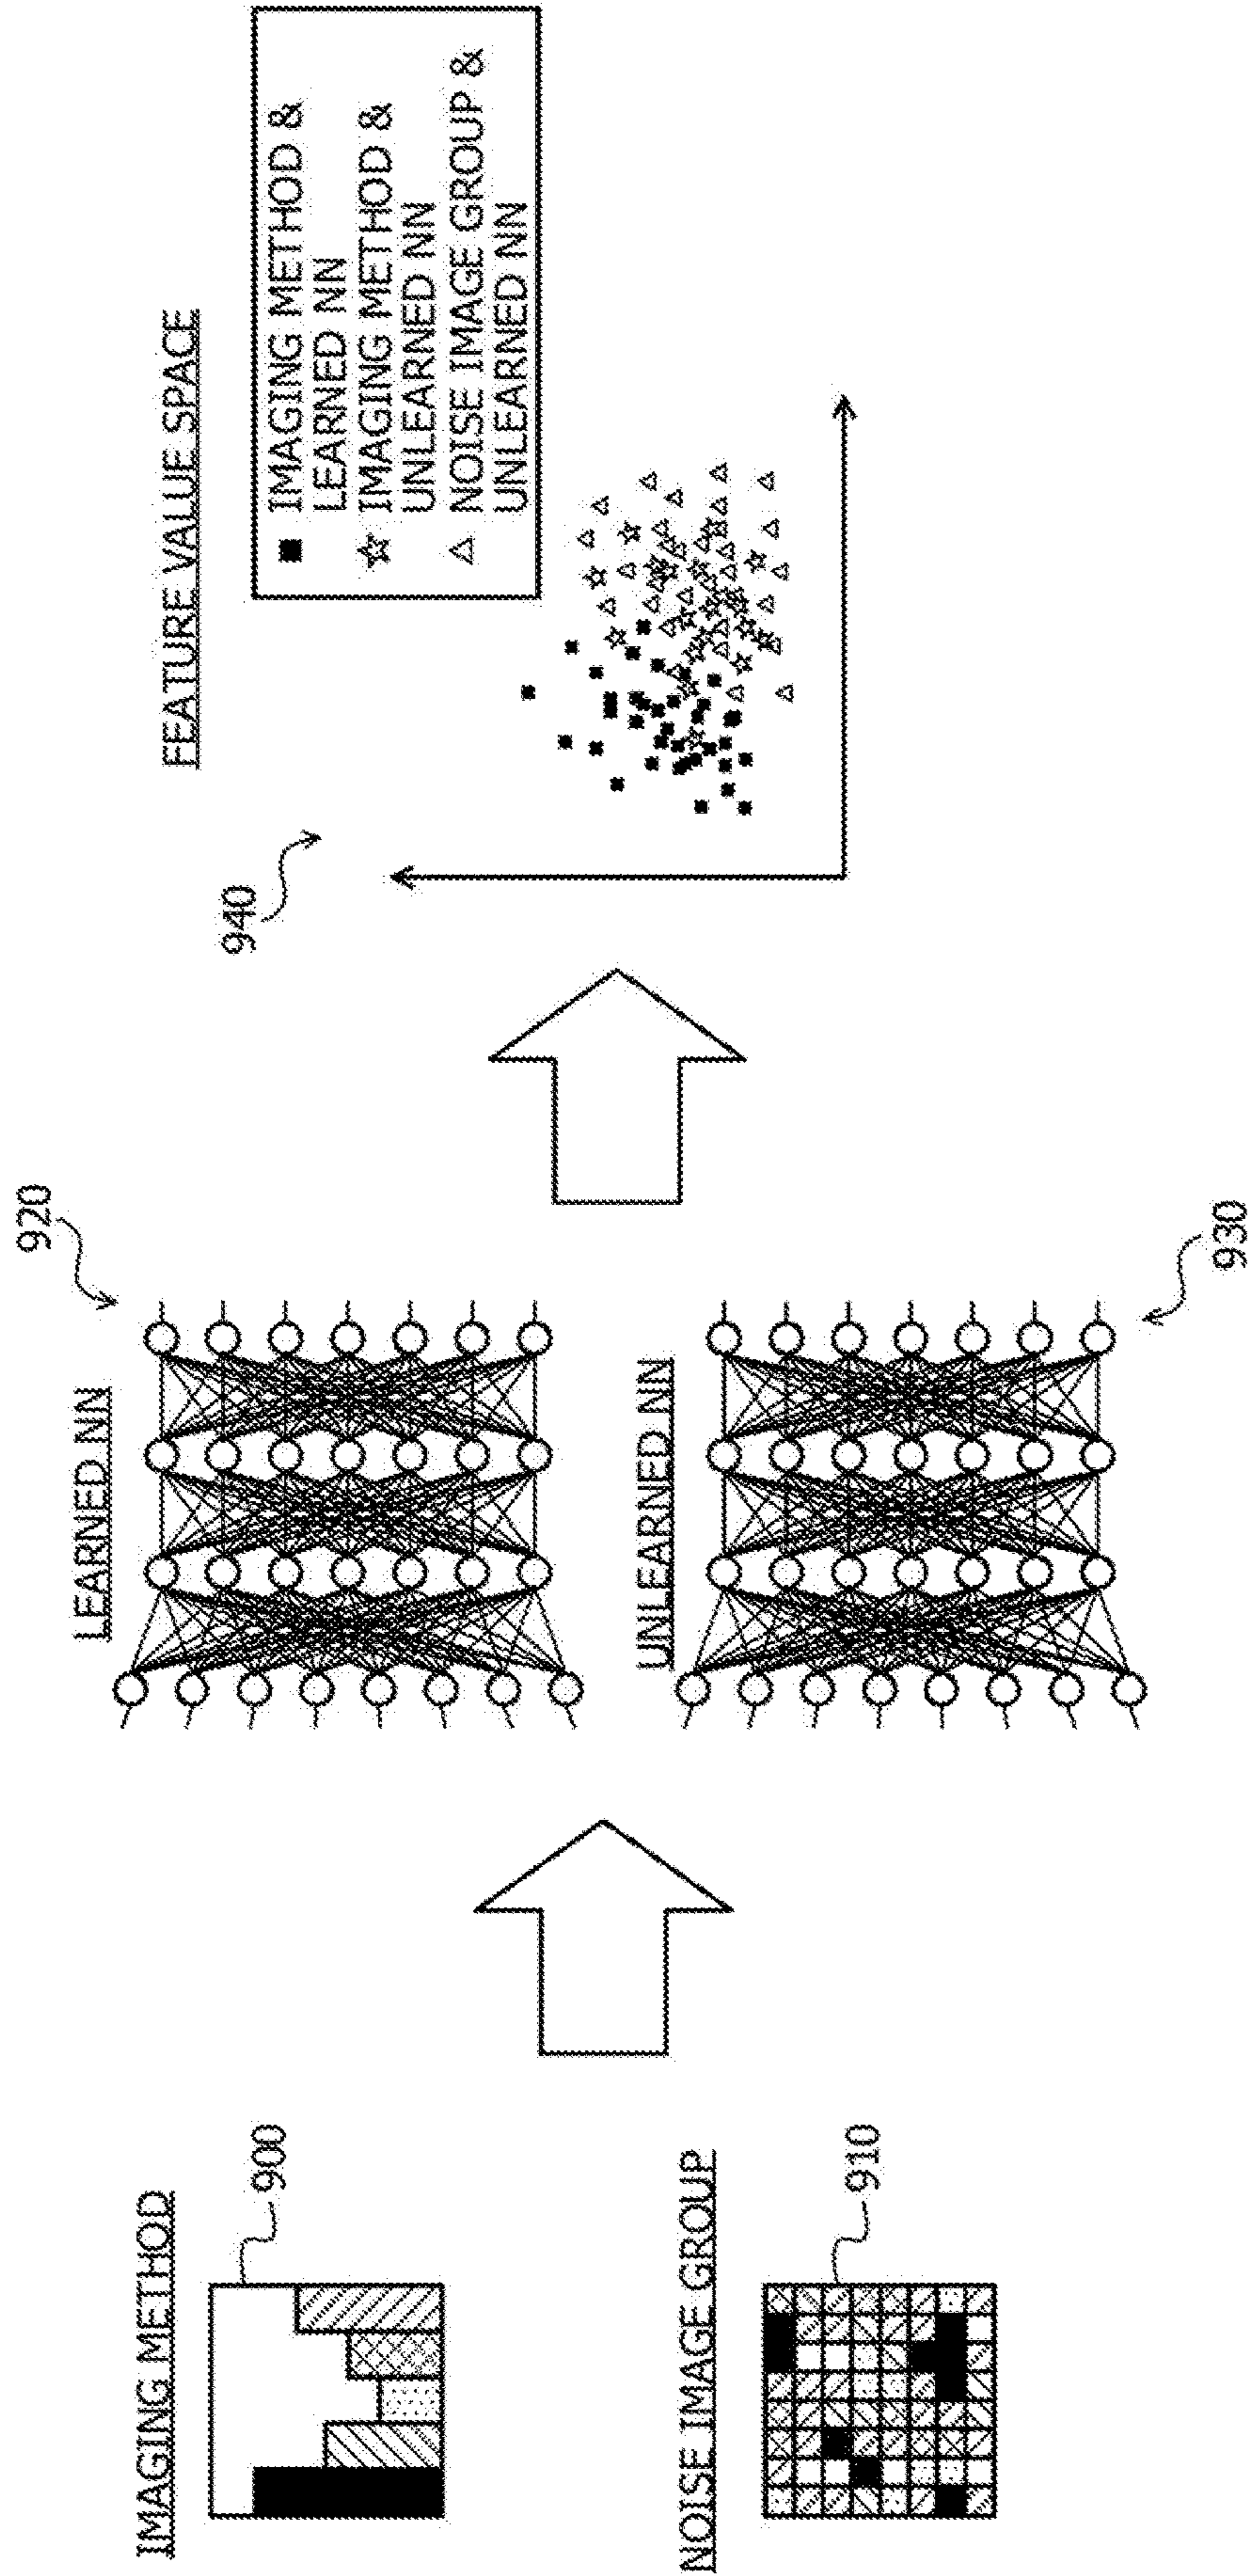 IMAGING METHOD
900
NOISE IMAGE GROUP
910
LEARNED NN
920
UNLEARNED NN
930
FEATURE VALUE SPACE
940
IMAGING METHOD &
LEARNED NN
IMAGING METHOD &
UNLEARNED NN
NOISE IMAGE GROUP &
UNLEARNED NN